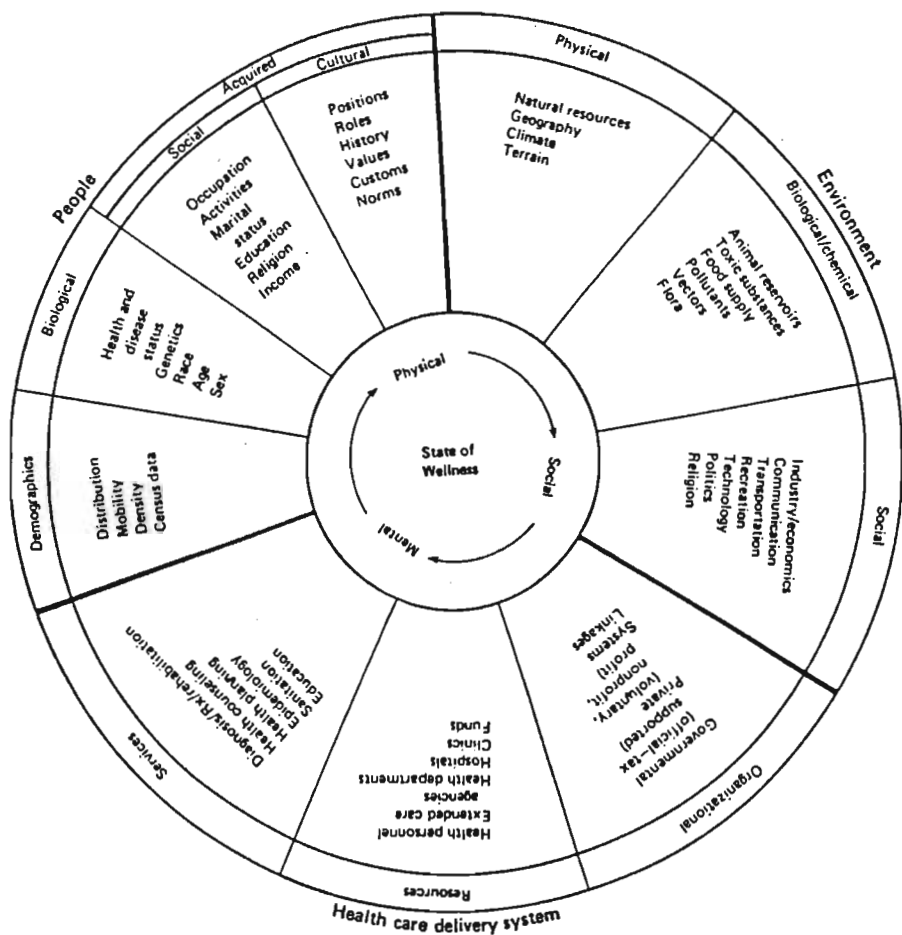 People
Acquired
Cultural
Positions
Roles
History
Values
Customs
Norms
Social
Occupation
Activities
Marital
status
Education
Religion
Income
Biological
Health and
disease
status
Genetics
Race
Age
Sex
Demographics
Distribution
Mobility
Density
Census data
Environment
Physical
Natural resources
Geography
Climate
Terrain
Biological/chemical
Animal reservoirs
Toxic substances
Food supply
Pollutants
Vectors
Flora
Social
Industry/economics
Communication
Transportation
Recreation
Technology
Politics
Religion
Health care delivery system
Organizational
Governmental
(official—tax
supported)
Private
(voluntary,
nonprofit,
profit)
Systems
Linkages
Resources
Health personnel
Extended care
agencies
Health departments
Hospitals
Clinics
Funds
Services
Diagnosis/Rx/rehabilitation
Health counseling
Health planning
Epidemiology
Sanitation
Education
Physical
Social
Mental
State of
Wellness